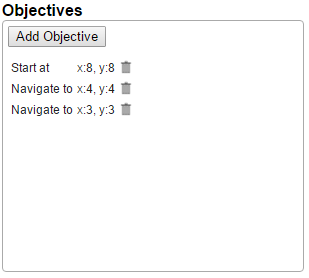 Objectives
Add Objective
Start at x:8, y:8
Navigate to x:4, y:4
Navigate to x:3, y:3